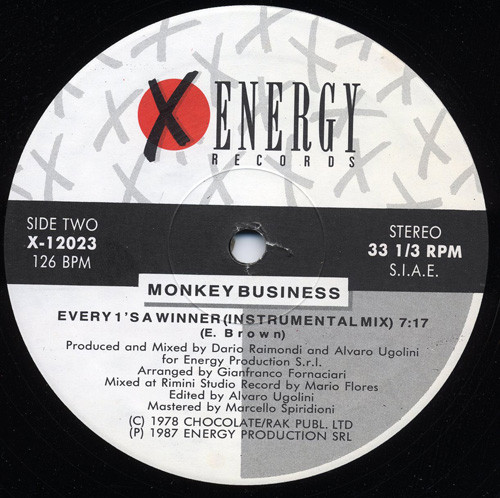 X ENERGY
RECORDS
SIDE TWO
X-12023
126 BPM
STEREO
33 1/3 RPM
S.I.A.E.
MONKEY BUSINESS
EVERY 1'S A WINNER (INSTRUMENTAL MIX) 7:17
(E. Brown)
Produced and Mixed by Dario Raimondi and Alvaro Ugolini
for Energy Production S.r.l.
Arranged by Gianfranco Fornaciari
Mixed at Rimini Studio Record by Mario Flores
Edited by Alvaro Ugolini
Mastered by Marcello Spiridioni
(C) 1978 CHOCOLATE/RAK PUBL. LTD
(P) 1987 ENERGY PRODUCTION SRL